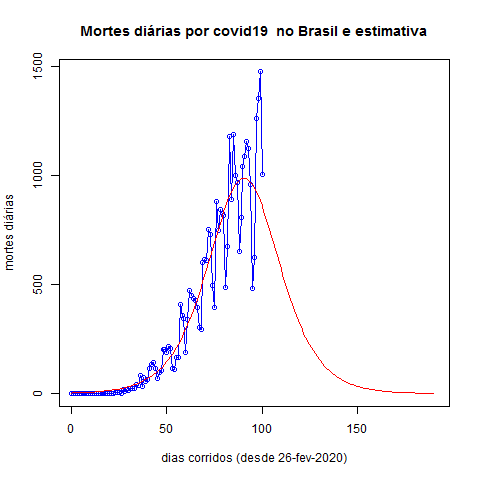 Mortes diárias por covid19 no Brasil e estimativa
mortes diárias
1500
1000
500
0
0 50 100 150
dias corridos (desde 26-fev-2020)